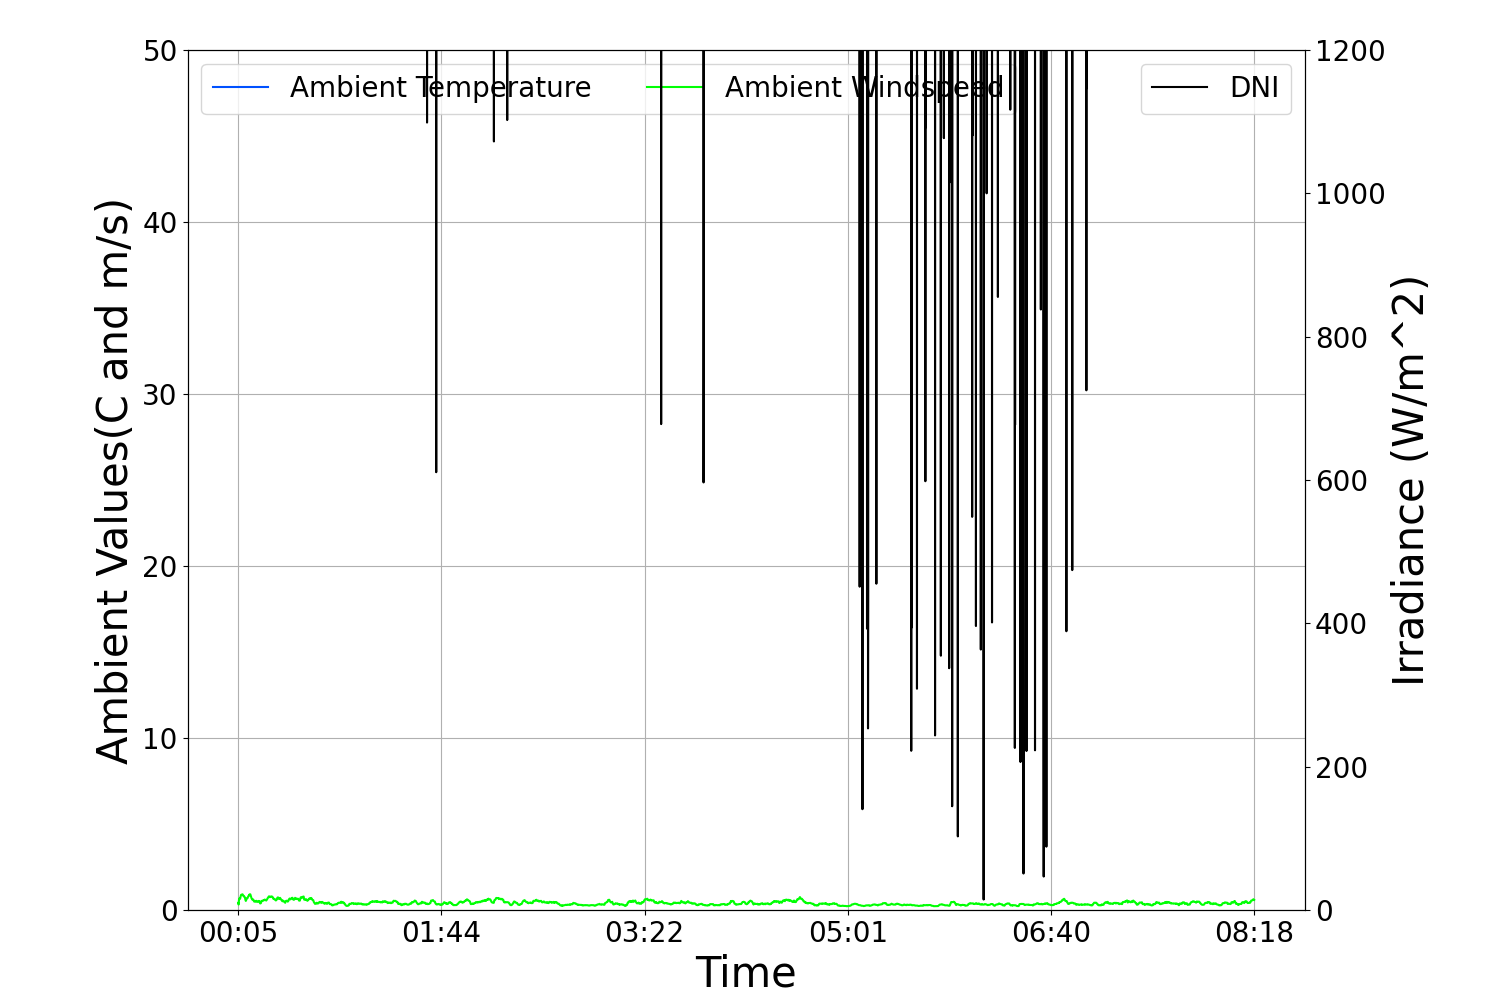 50
40
30
20
10
0
1200
1000
800
600
400
200
0
Ambient Temperature
Ambient Windspeed
DNI
Ambient Values(C and m/s)
Irradiance (W/m^2)
00:05 01:44 03:22 05:01 06:40 08:18
Time